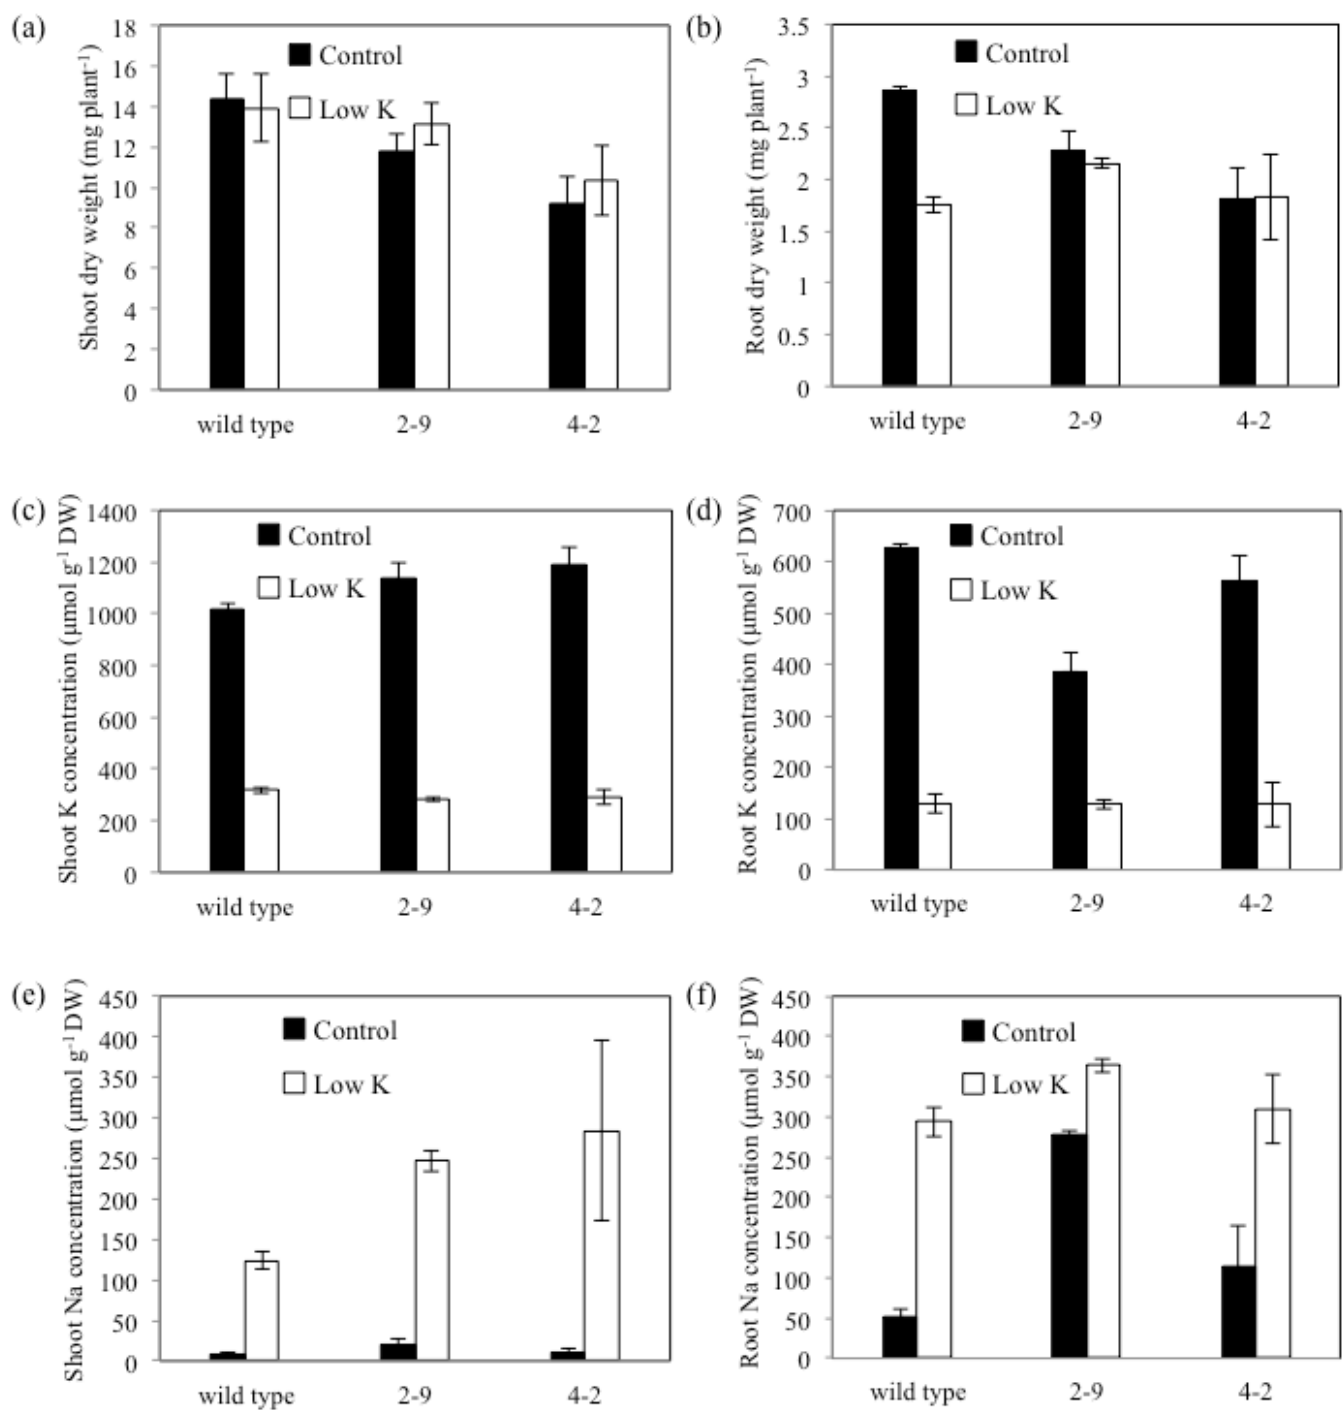 (a)
Shoot dry weight (mg plant⁻¹)
18
16
14
12
10
8
6
4
2
0
Control
Low K
wild type 2-9 4-2
(b)
Root dry weight (mg plant⁻¹)
3.5
3
2.5
2
1.5
1
0.5
0
Control
Low K
wild type 2-9 4-2
(c)
Shoot K concentration (μmol g⁻¹ DW)
1400
1200
1000
800
600
400
200
0
Control
Low K
wild type 2-9 4-2
(d)
Root K concentration (μmol g⁻¹ DW)
700
600
500
400
300
200
100
0
Control
Low K
wild type 2-9 4-2
(e)
Shoot Na concentration (μmol g⁻¹ DW)
450
400
350
300
250
200
150
100
50
0
Control
Low K
wild type 2-9 4-2
(f)
Root Na concentration (μmol g⁻¹ DW)
450
400
350
300
250
200
150
100
50
0
Control
Low K
wild type 2-9 4-2